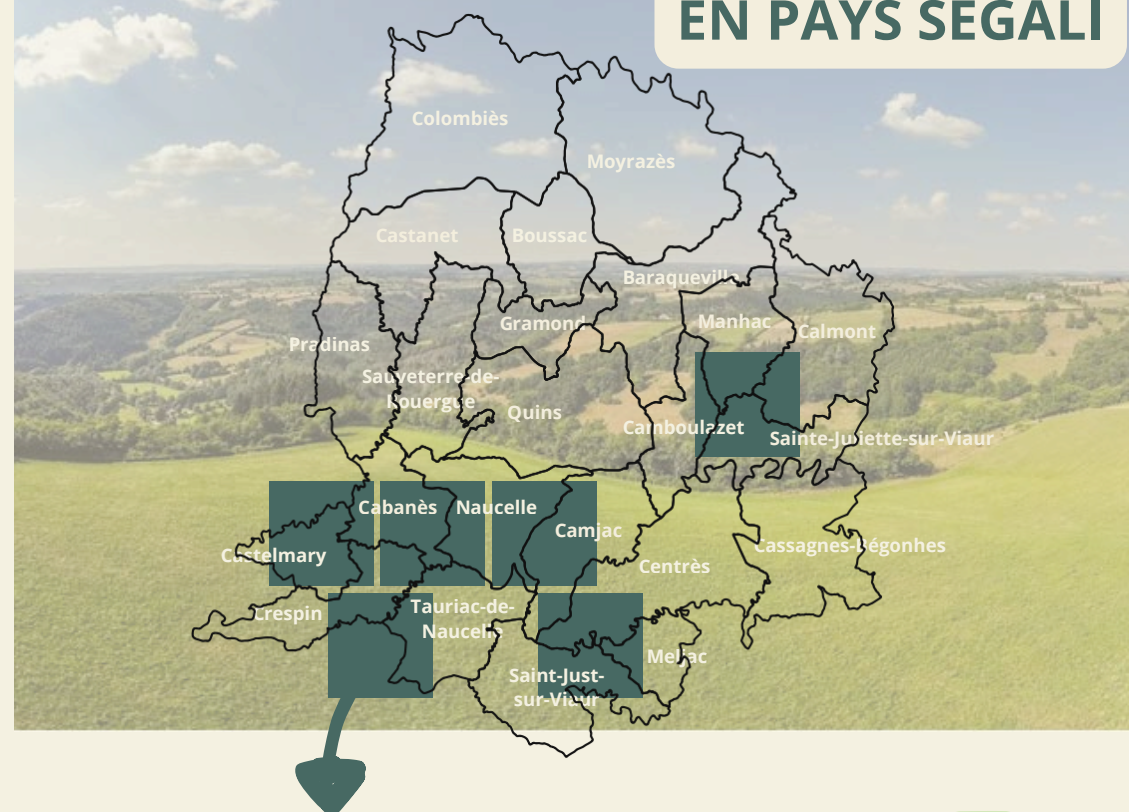 EN PAYS SEGALI
Colombiès
Moyrazès
Castanet
Boussac
Baraqueville
Gramond
Manhac
Calmont
Pradinas
Sauveterre-de-
Rouergue
Quins
Camboulazet
Sainte-Juliette-sur-Viaur
Cabanès
Naucelle
Camjac
Castelmary
Cassagnes-Bégonhes
Centrès
Crespin
Tauriac-de-
Naucelle
Meljac
Saint-Just-
sur-Viaur